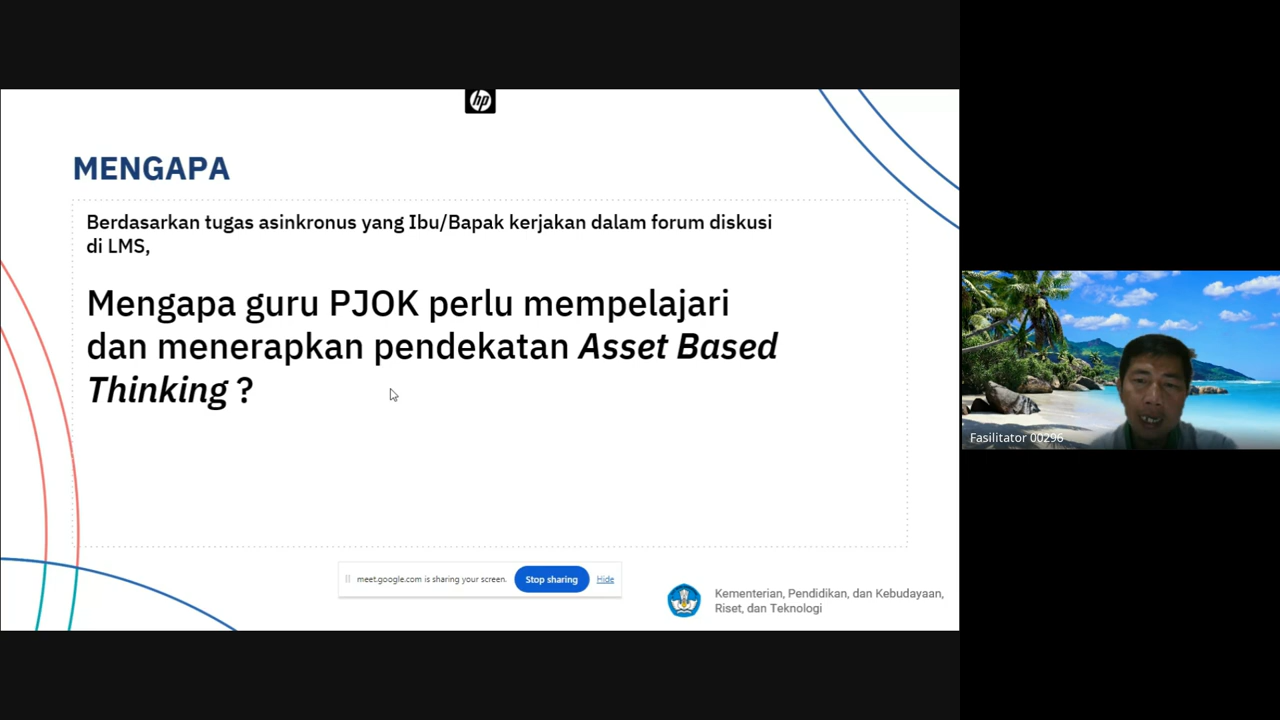 hp
MENGAPA
Berdasarkan tugas asinkronus yang Ibu/Bapak kerjakan dalam forum diskusi
di LMS,
Mengapa guru PJOK perlu mempelajari
dan menerapkan pendekatan Asset Based
Thinking ?
meet.google.com is sharing your screen.
Stop sharing
Hide
Kementerian, Pendidikan, dan Kebudayaan,
Riset, dan Teknologi
Fasilitator 00296